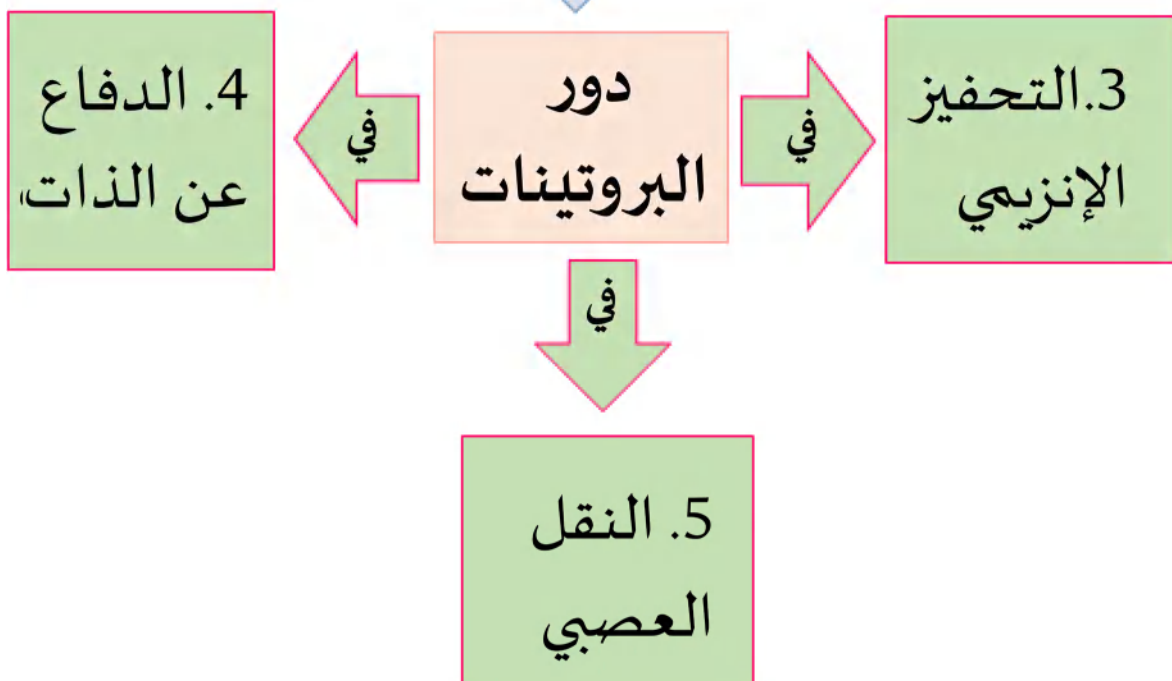 دور
البروتينات
في
3.التحفيز
الإنزيمي
في
4. الدفاع
عن الذات
في
5. النقل
العصبي